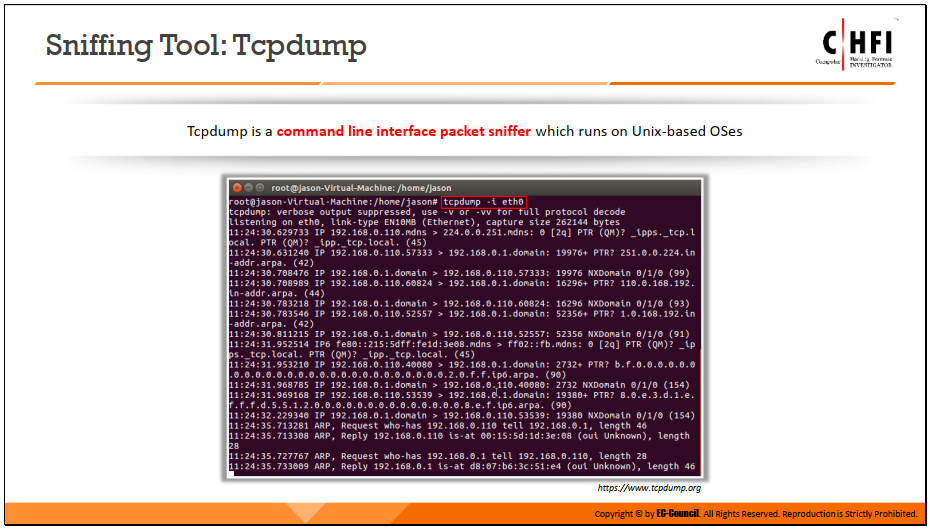 Sniffing Tool: Tcpdump
CHFI
Computer Hacking Forensic
INVESTIGATOR
Tcpdump is a command line interface packet sniffer which runs on Unix-based OSes
root@jason-Virtual-Machine: /home/jason
root@jason-Virtual-Machine:/home/jason# tcpdump -i eth0
tcpdump: verbose output suppressed, use -v or -vv for full protocol decode
listening on eth0, link-type EN10MB (Ethernet), capture size 262144 bytes
11:24:30.629733 IP 192.168.0.110.mdns > 224.0.0.251.mdns: 0 [2q] PTR (QM)? _ipps._tcp.l
ocal. PTR (QM)? _ipp._tcp.local. (45)
11:24:30.631240 IP 192.168.0.110.57333 > 192.168.0.1.domain: 19976+ PTR? 251.0.0.224.in
-addr.arpa. (42)
11:24:30.708476 IP 192.168.0.1.domain > 192.168.0.110.57333: 19976 NXDomain 0/1/0 (99)
11:24:30.708989 IP 192.168.0.110.60824 > 192.168.0.1.domain: 16296+ PTR? 110.0.168.192.
in-addr.arpa. (44)
11:24:30.783218 IP 192.168.0.1.domain > 192.168.0.110.60824: 16296 NXDomain 0/1/0 (93)
11:24:30.783546 IP 192.168.0.110.52557 > 192.168.0.1.domain: 52356+ PTR? 1.0.168.192.in
-addr.arpa. (42)
11:24:30.811215 IP 192.168.0.1.domain > 192.168.0.110.52557: 52356 NXDomain 0/1/0 (91)
11:24:31.952514 IP6 fe80::215:5dff:fe1d:3e08.mdns > ff02::fb.mdns: 0 [2q] PTR (QM)? _ip
ps._tcp.local. PTR (QM)? _ipp._tcp.local. (45)
11:24:31.953210 IP 192.168.0.110.40080 > 192.168.0.1.domain: 2732+ PTR? b.f.0.0.0.0.0.0
.0.0.0.0.0.0.0.0.0.0.0.0.0.0.0.0.0.0.0.0.2.0.f.f.ip6.arpa. (90)
11:24:31.968785 IP 192.168.0.1.domain > 192.168.0.110.40080: 2732 NXDomain 0/1/0 (154)
11:24:31.969168 IP 192.168.0.110.53539 > 192.168.0.1.domain: 19380+ PTR? 8.0.e.3.d.1.e.
f.f.f.d.5.5.1.2.0.0.0.0.0.0.0.0.0.0.0.0.0.8.e.f.ip6.arpa. (90)
11:24:32.229340 IP 192.168.0.1.domain > 192.168.0.110.53539: 19380 NXDomain 0/1/0 (154)
11:24:35.713281 ARP, Request who-has 192.168.0.110 tell 192.168.0.1, length 46
11:24:35.713308 ARP, Reply 192.168.0.110 is-at 00:15:5d:1d:3e:08 (oui Unknown), length
28
11:24:35.727767 ARP, Request who-has 192.168.0.1 tell 192.168.0.110, length 28
11:24:35.733009 ARP, Reply 192.168.0.1 is-at d8:07:b6:3c:51:e4 (oui Unknown), length 46
https://www.tcpdump.org
Copyright © by EC-Council. All Rights Reserved. Reproduction is Strictly Prohibited.